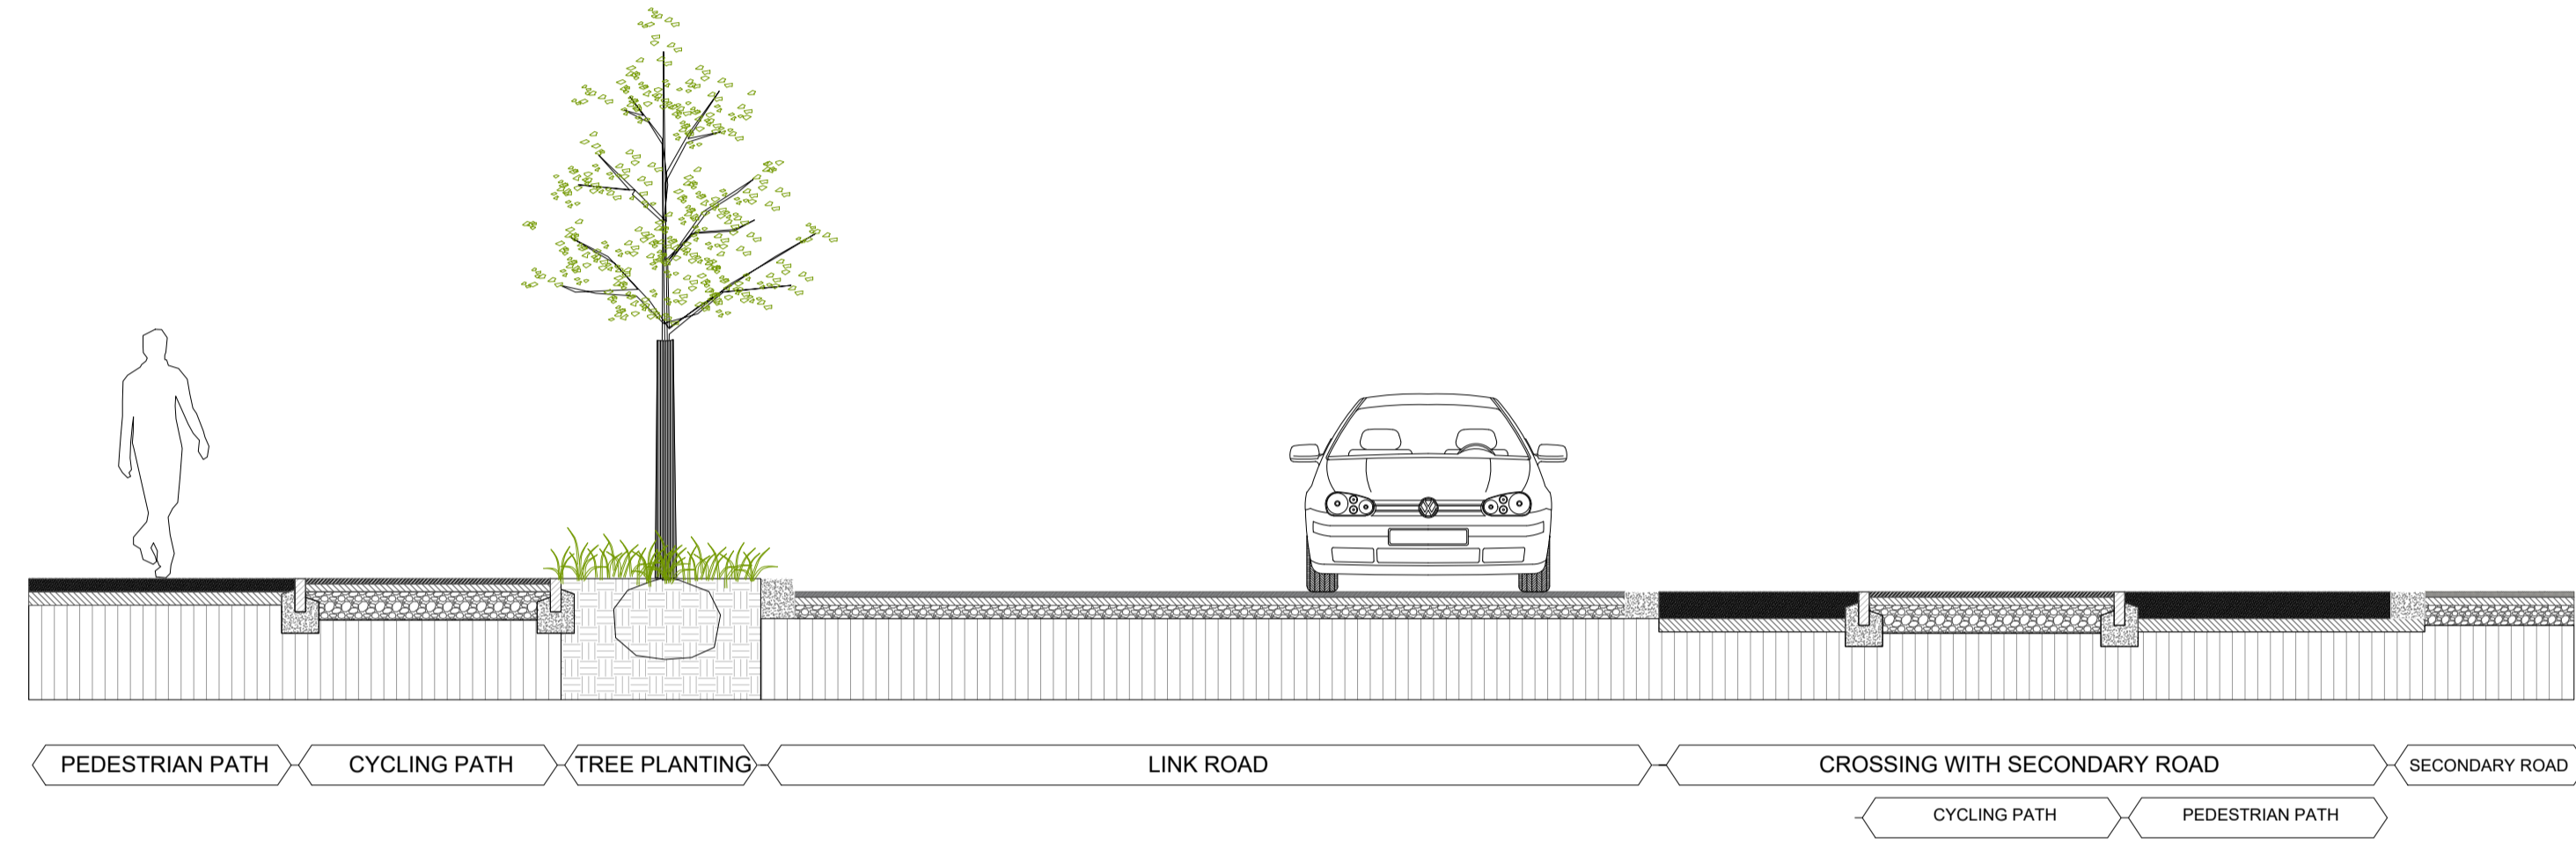 PEDESTRIAN PATH
CYCLING PATH
TREE PLANTING
LINK ROAD
CROSSING WITH SECONDARY ROAD
SECONDARY ROAD
CYCLING PATH
PEDESTRIAN PATH